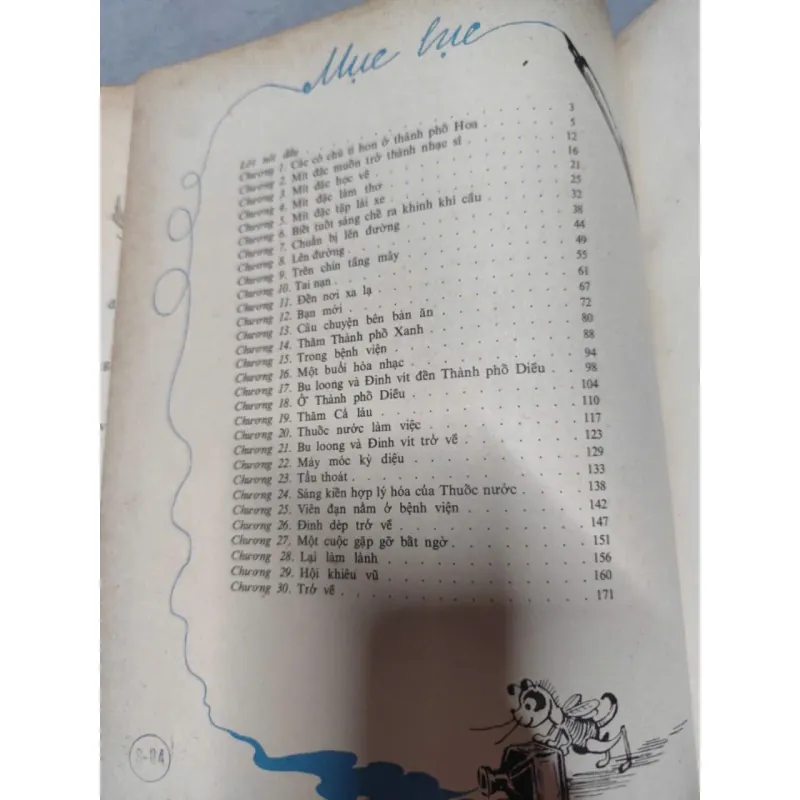 Mục lục
Lời nói đầu . . . 3
Chương 1. Các cô chú tí hon ở thành phố Hoa . . . 5
Chương 2. Mít đặc muốn trở thành nhạc sĩ . . . 12
Chương 3. Mít đặc học vẽ . . . 16
Chương 4. Mít đặc làm thơ . . . 21
Chương 5. Mít đặc tập lái xe . . . 25
Chương 6. Biết tuốt sáng chế ra khinh khí cầu . . . 32
Chương 7. Chuẩn bị lên đường . . . 38
Chương 8. Lên đường . . . 44
Chương 9. Trên chín tầng mây . . . 49
Chương 10. Tai nạn . . . 55
Chương 11. Đến nơi xa lạ . . . 61
Chương 12. Bạn mới . . . 67
Chương 13. Câu chuyện bên bàn ăn . . . 72
Chương 14. Thăm Thành phố Xanh . . . 80
Chương 15. Trong bệnh viện . . . 88
Chương 16. Một buổi hòa nhạc . . . 94
Chương 17. Bu loong và Đinh vít đến Thành phố Diều . . . 98
Chương 18. Ở Thành phố Diều . . . 104
Chương 19. Thăm Cá láu . . . 110
Chương 20. Thuốc nước làm việc . . . 117
Chương 21. Bu loong và Đinh vít trở về . . . 123
Chương 22. Máy móc kỳ diệu . . . 129
Chương 23. Tẩu thoát . . . 133
Chương 24. Sáng kiến hợp lý hóa của Thuốc nước . . . 138
Chương 25. Viên đạn nằm ở bệnh viện . . . 142
Chương 26. Đinh dép trở về . . . 147
Chương 27. Một cuộc gặp gỡ bất ngờ . . . 151
Chương 28. Lại làm lành . . . 156
Chương 29. Hội khiêu vũ . . . 160
Chương 30. Trở về . . . 171
8-84